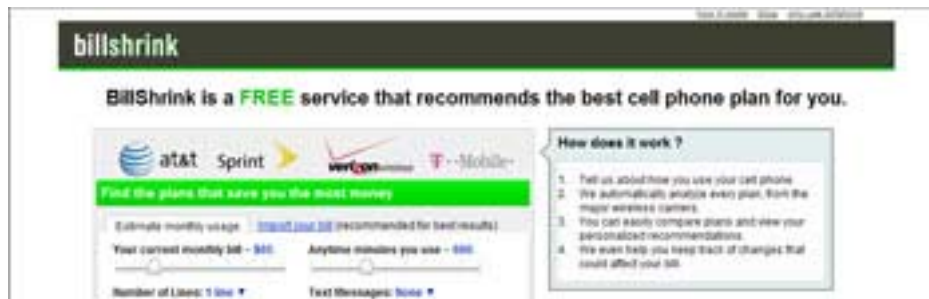 billshrink
BillShrink is a FREE service that recommends the best cell phone plan for you.
at&t Sprint verizon wireless T-Mobile
Find the plans that save you the most money
Estimate monthly usage Import your bill (recommended for best results)
Your current monthly bill - Anytime minutes you use -
Number of Lines: 1 line Text Messages: None
How does it work ?
1. Tell us about how you use your cell phone.
2. We automatically analyze every plan, from the
major wireless carriers.
3. You can easily compare plans and view your
personalized recommendations.
4. We even help you keep track of changes that
could affect your bill.